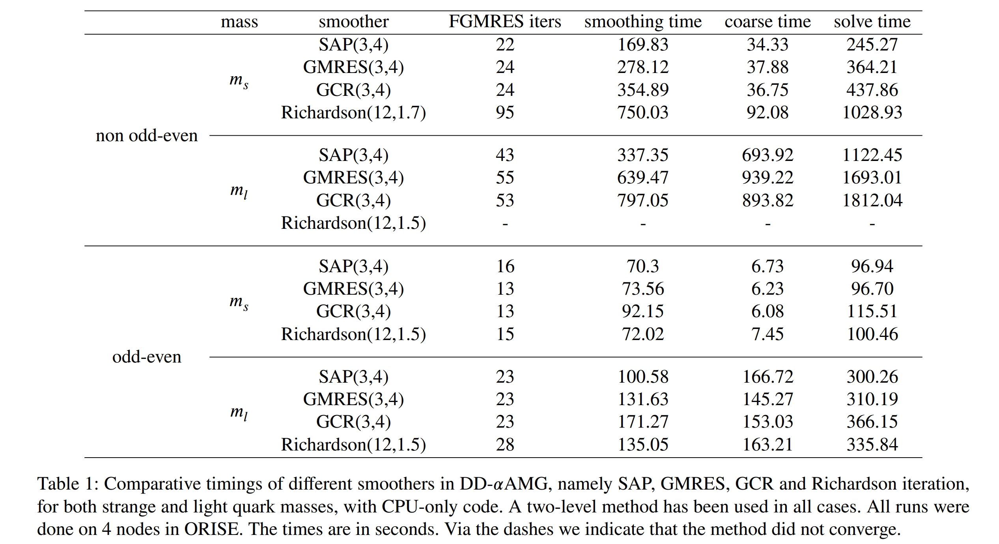 mass smoother FGMRES iters smoothing time coarse time solve time
non odd-even
m_s
SAP(3,4) 22 169.83 34.33 245.27
GMRES(3,4) 24 278.12 37.88 364.21
GCR(3,4) 24 354.89 36.75 437.86
Richardson(12,1.7) 95 750.03 92.08 1028.93
m_l
SAP(3,4) 43 337.35 693.92 1122.45
GMRES(3,4) 55 639.47 939.22 1693.01
GCR(3,4) 53 797.05 893.82 1812.04
Richardson(12,1.5) - - - -
odd-even
m_s
SAP(3,4) 16 70.3 6.73 96.94
GMRES(3,4) 13 73.56 6.23 96.70
GCR(3,4) 13 92.15 6.08 115.51
Richardson(12,1.5) 15 72.02 7.45 100.46
m_l
SAP(3,4) 23 100.58 166.72 300.26
GMRES(3,4) 23 131.63 145.27 310.19
GCR(3,4) 23 171.27 153.03 366.15
Richardson(12,1.5) 28 135.05 163.21 335.84
Table 1: Comparative timings of different smoothers in DD-αAMG, namely SAP, GMRES, GCR and Richardson iteration,
for both strange and light quark masses, with CPU-only code. A two-level method has been used in all cases. All runs were
done on 4 nodes in ORISE. The times are in seconds. Via the dashes we indicate that the method did not converge.